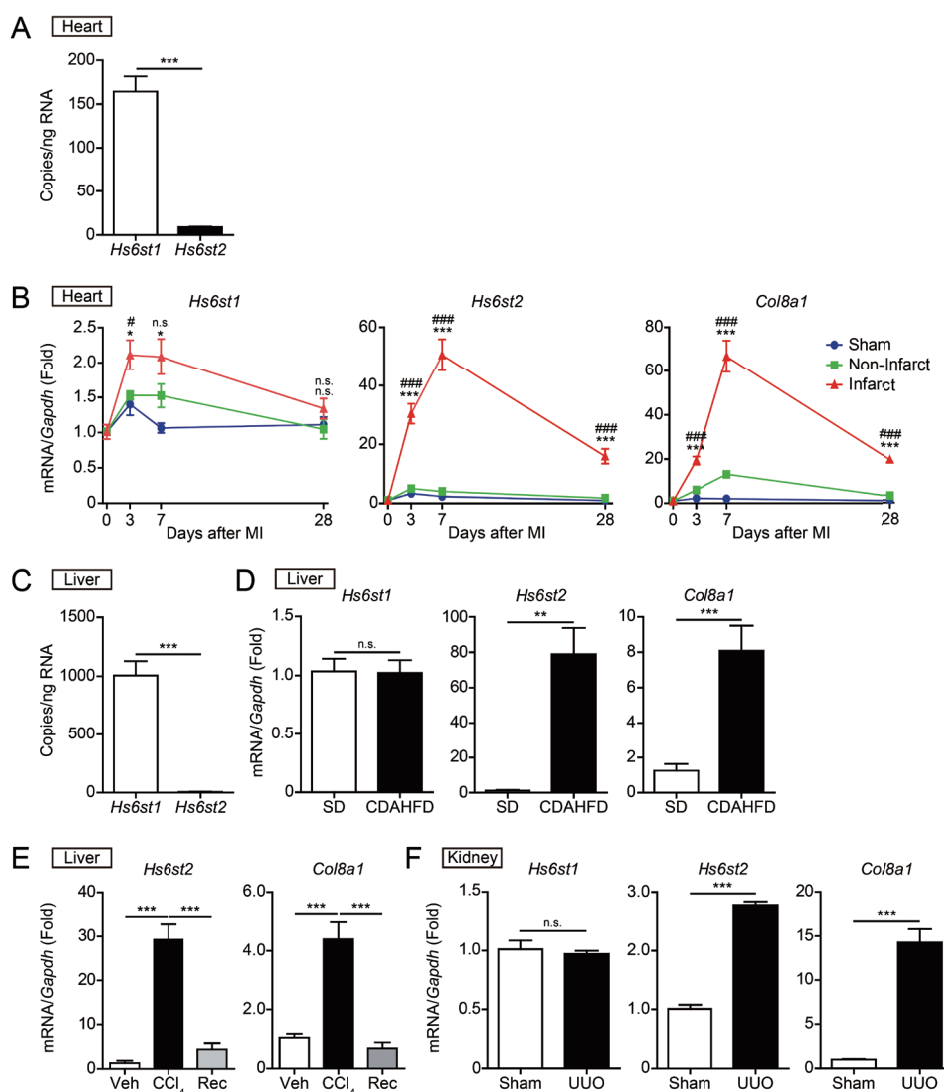 A Heart
200
150
100
50
0
Copies/ng RNA
***
Hs6st1 Hs6st2
B Heart
Hs6st1
2.5
2.0
1.5
1.0
0.5
0
mRNA/Gapdh (Fold)
#
*
n.s
*
n.s.
n.s.
0 3 7 28
Days after MI
Hs6st2
60
40
20
0
###
***
###
***
###
***
0 3 7 28
Days after MI
Col8a1
80
60
40
20
0
###
***
###
***
###
***
0 3 7 28
Days after MI
Sham
Non-Infarct
Infarct
C Liver
1500
1000
500
0
Copies/ng RNA
***
Hs6st1 Hs6st2
D Liver
Hs6st1
1.5
1.0
0.5
0
mRNA/Gapdh (Fold)
n.s.
SD CDAHFD
Hs6st2
100
80
60
40
20
0
**
SD CDAHFD
Col8a1
10
8
6
4
2
0
***
SD CDAHFD
E Liver
Hs6st2
40
30
20
10
0
mRNA/Gapdh (Fold)
*** ***
Veh CCl4 Rec
Col8a1
6.0
4.0
2.0
0
*** ***
Veh CCl4 Rec
F Kidney
Hs6st1
1.5
1.0
0.5
0
mRNA/Gapdh (Fold)
n.s.
Sham UUO
Hs6st2
3.0
2.0
1.0
0
***
Sham UUO
Col8a1
20
15
10
5
0
***
Sham UUO